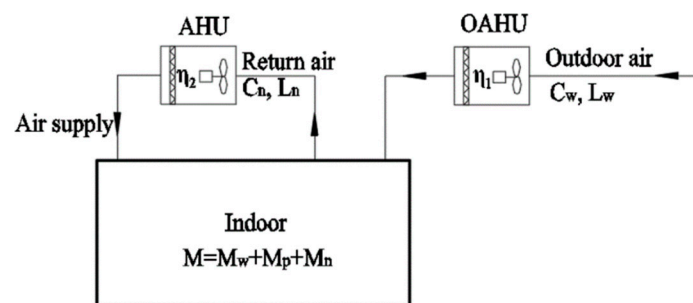 AHU
OAHU
η₂
Return air
Cn, Ln
η₁
Outdoor air
Cw, Lw
Air supply
Indoor
M=Mw+Mp+Mn